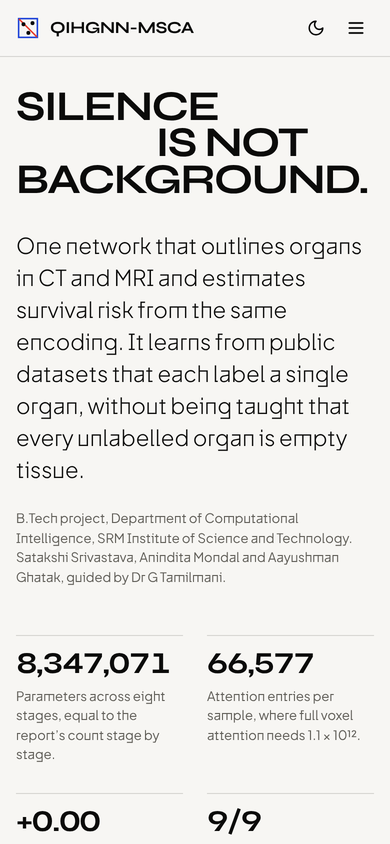 QIHGNN-MSCA
SILENCE
IS NOT
BACKGROUND.
One network that outlines organs
in CT and MRI and estimates
survival risk from the same
encoding. It learns from public
datasets that each label a single
organ, without being taught that
every unlabelled organ is empty
tissue.
B.Tech project, Department of Computational
Intelligence, SRM Institute of Science and Technology.
Satakshi Srivastava, Anindita Mondal and Aayushman
Ghatak, guided by Dr G Tamilmani.
8,347,071
Parameters across eight
stages, equal to the
report's count stage by
stage.
66,577
Attention entries per
sample, where full voxel
attention needs 1.1 × 10¹².
+0.00
9/9